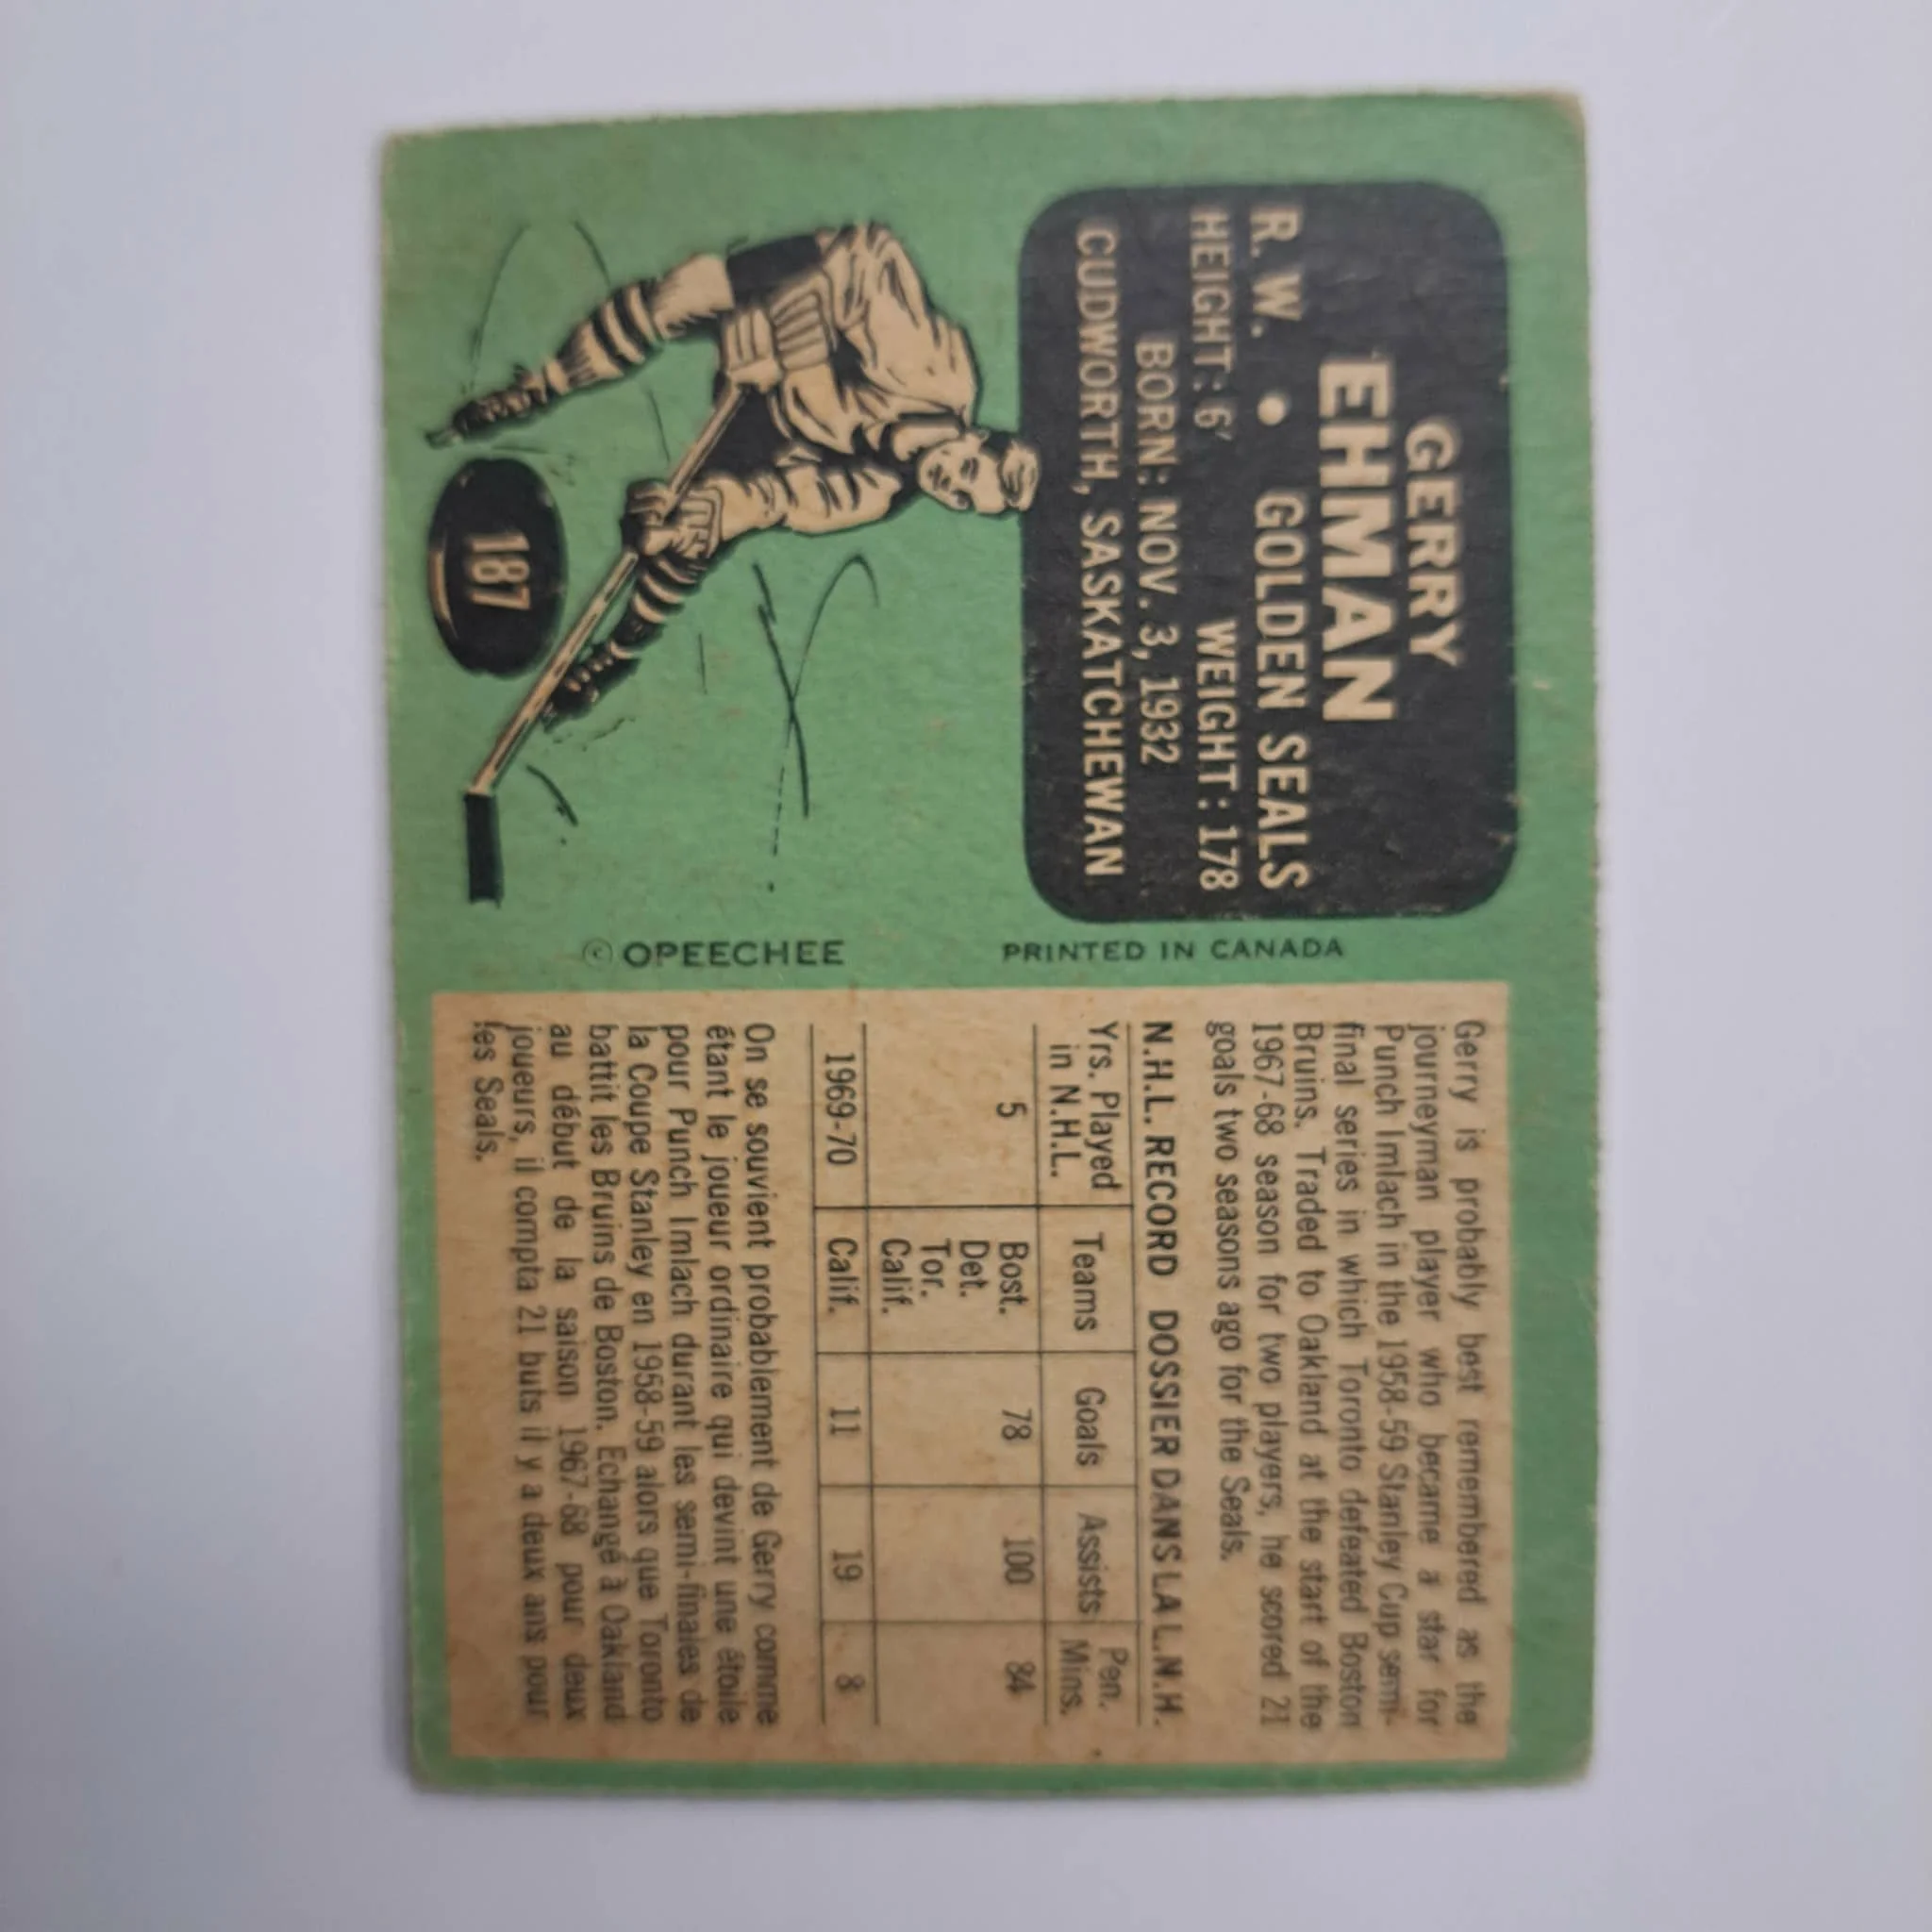 GERRY
EHMAN
R. W. • GOLDEN SEALS
HEIGHT: 6' WEIGHT: 178
BORN: NOV. 3, 1932
CUDWORTH, SASKATCHEWAN
187
PRINTED IN CANADA
© OPEECHEE
Gerry is probably best remembered as the
journeyman player who became a star for
Punch Imlach in the 1958-59 Stanley Cup semi-
final series in which Toronto defeated Boston
Bruins. Traded to Oakland at the start of the
1967-68 season for two players, he scored 21
goals two seasons ago for the Seals.
N.H.L. RECORD DOSSIER DANS LA L.N.H.
Yrs. Played in N.H.L. Teams Goals Assists Pen. Mins.
5 Bost. 78 100 84
Det.
Tor.
Calif.
1969-70 Calif. 11 19 8
On se souvient probablement de Gerry comme
étant le joueur ordinaire qui devint une étoile
pour Punch Imlach durant les semi-finales de
la Coupe Stanley en 1958-59 alors que Toronto
battit les Bruins de Boston. Echangé à Oakland
au début de la saison 1967-68 pour deux
joueurs, il compta 21 buts il y a deux ans pour
les Seals.